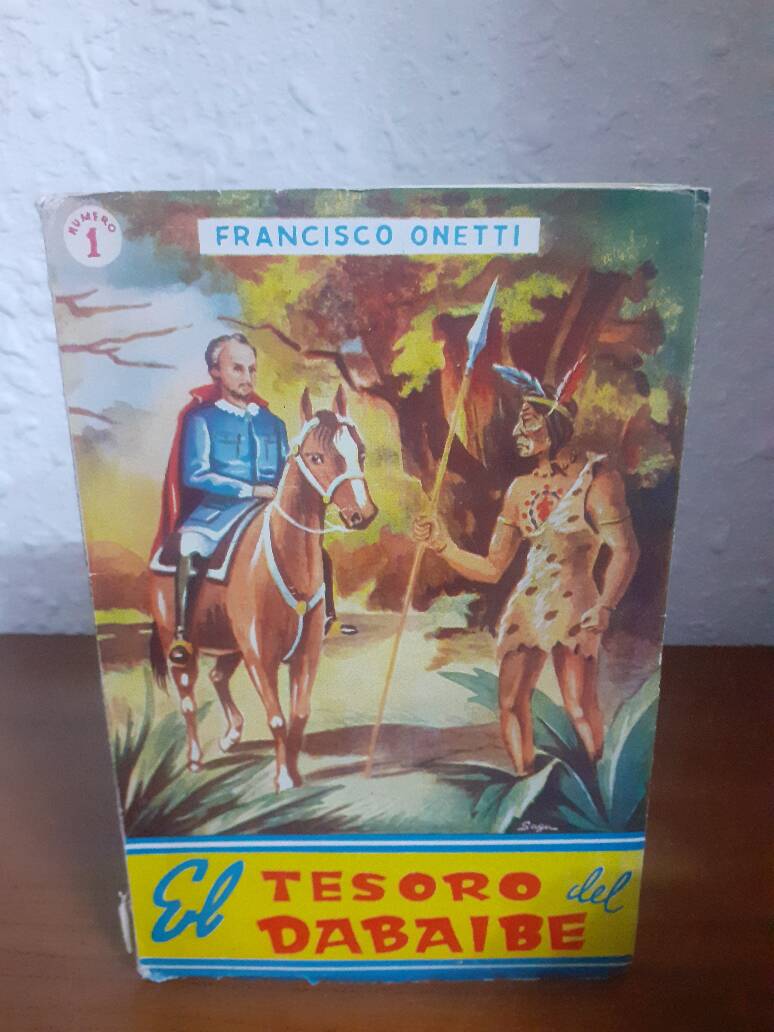 NUMERO
1
FRANCISCO ONETTI
El TESORO del
DABAIBE